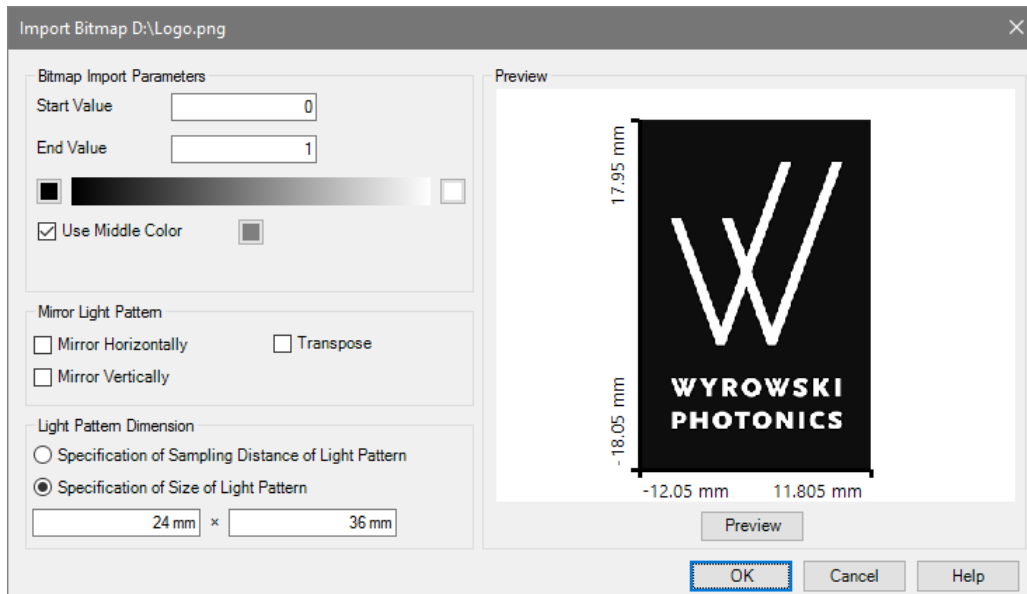 Import Bitmap D:\Logo.png
Bitmap Import Parameters
Start Value 0
End Value 1
Use Middle Color
Mirror Light Pattern
Mirror Horizontally Transpose
Mirror Vertically
Light Pattern Dimension
Specification of Sampling Distance of Light Pattern
Specification of Size of Light Pattern
24 mm × 36 mm
Preview
17.95 mm
-18.05 mm
WYROWSKI
PHOTONICS
-12.05 mm 11.805 mm
Preview
OK Cancel Help